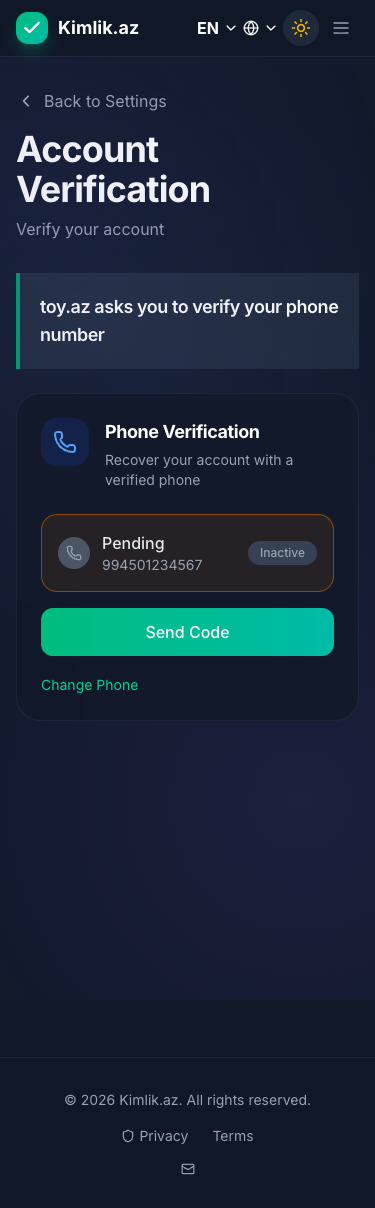 Kimlik.az
EN
Back to Settings
Account
Verification
Verify your account
toy.az asks you to verify your phone
number
Phone Verification
Recover your account with a
verified phone
Pending
994501234567
Inactive
Send Code
Change Phone
© 2026 Kimlik.az. All rights reserved.
Privacy
Terms